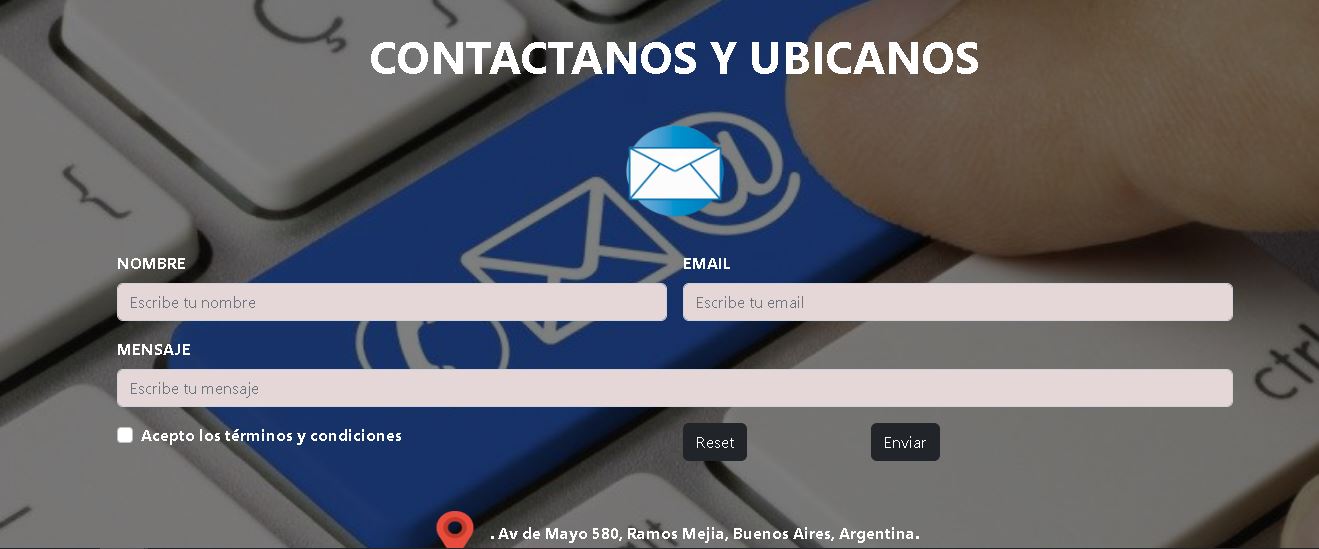 CONTACTANOS Y UBICANOS
@
NOMBRE EMAIL
Escribe tu nombre Escribe tu email
MENSAJE
Escribe tu mensaje
ctrl
Acepto los términos y condiciones
Reset Enviar
. Av de Mayo 580, Ramos Mejia, Buenos Aires, Argentina.